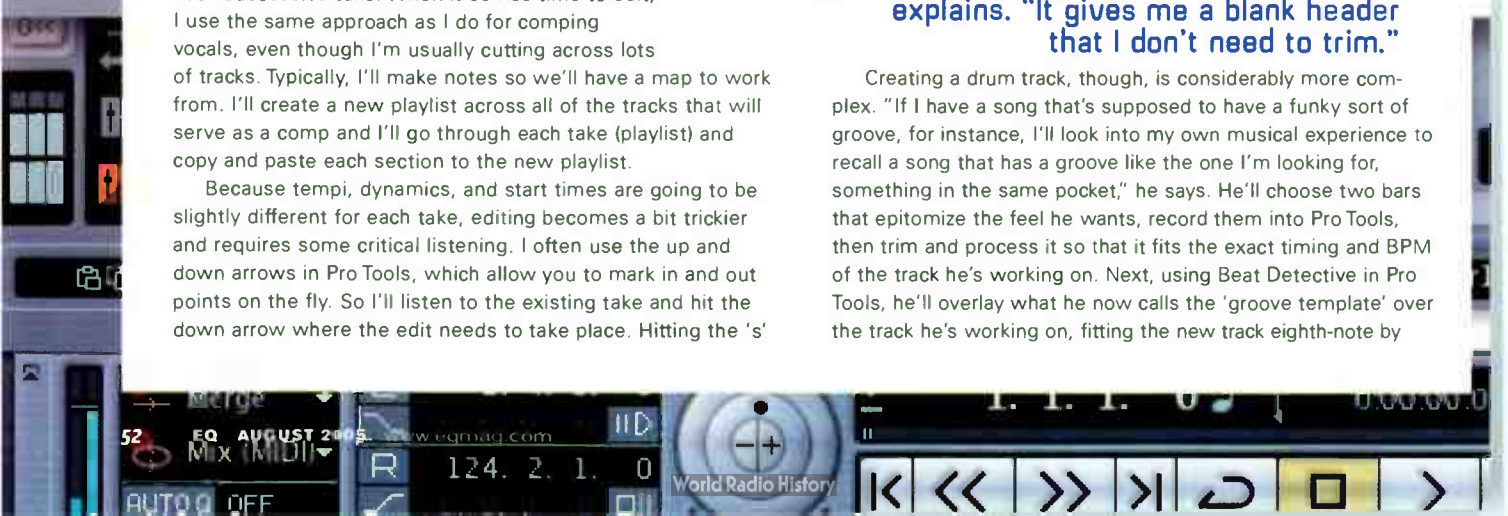 I use the same approach as I do for comping
vocals, even though I'm usually cutting across lots
of tracks. Typically, I'll make notes so we'll have a map to work
from. I'll create a new playlist across all of the tracks that will
serve as a comp and I'll go through each take (playlist) and
copy and paste each section to the new playlist.
Because tempi, dynamics, and start times are going to be
slightly different for each take, editing becomes a bit trickier
and requires some critical listening. I often use the up and
down arrows in Pro Tools, which allow you to mark in and out
points on the fly. So I'll listen to the existing take and hit the
down arrow where the edit needs to take place. Hitting the 's'
explains. "It gives me a blank header
that I don't need to trim."
Creating a drum track, though, is considerably more com-
plex. "If I have a song that's supposed to have a funky sort of
groove, for instance, I'll look into my own musical experience to
recall a song that has a groove like the one I'm looking for,
something in the same pocket," he says. He'll choose two bars
that epitomize the feel he wants, record them into Pro Tools,
then trim and process it so that it fits the exact timing and BPM
of the track he's working on. Next, using Beat Detective in Pro
Tools, he'll overlay what he now calls the 'groove template' over
the track he's working on, fitting the new track eighth-note by
Merge
52 EQ AUGUST 2005 www.eqmag.com
Mix (MIDI)
R 124. 2. 1. 0
AUTO Q OFF
1. 1. 1. 0
World Radio History